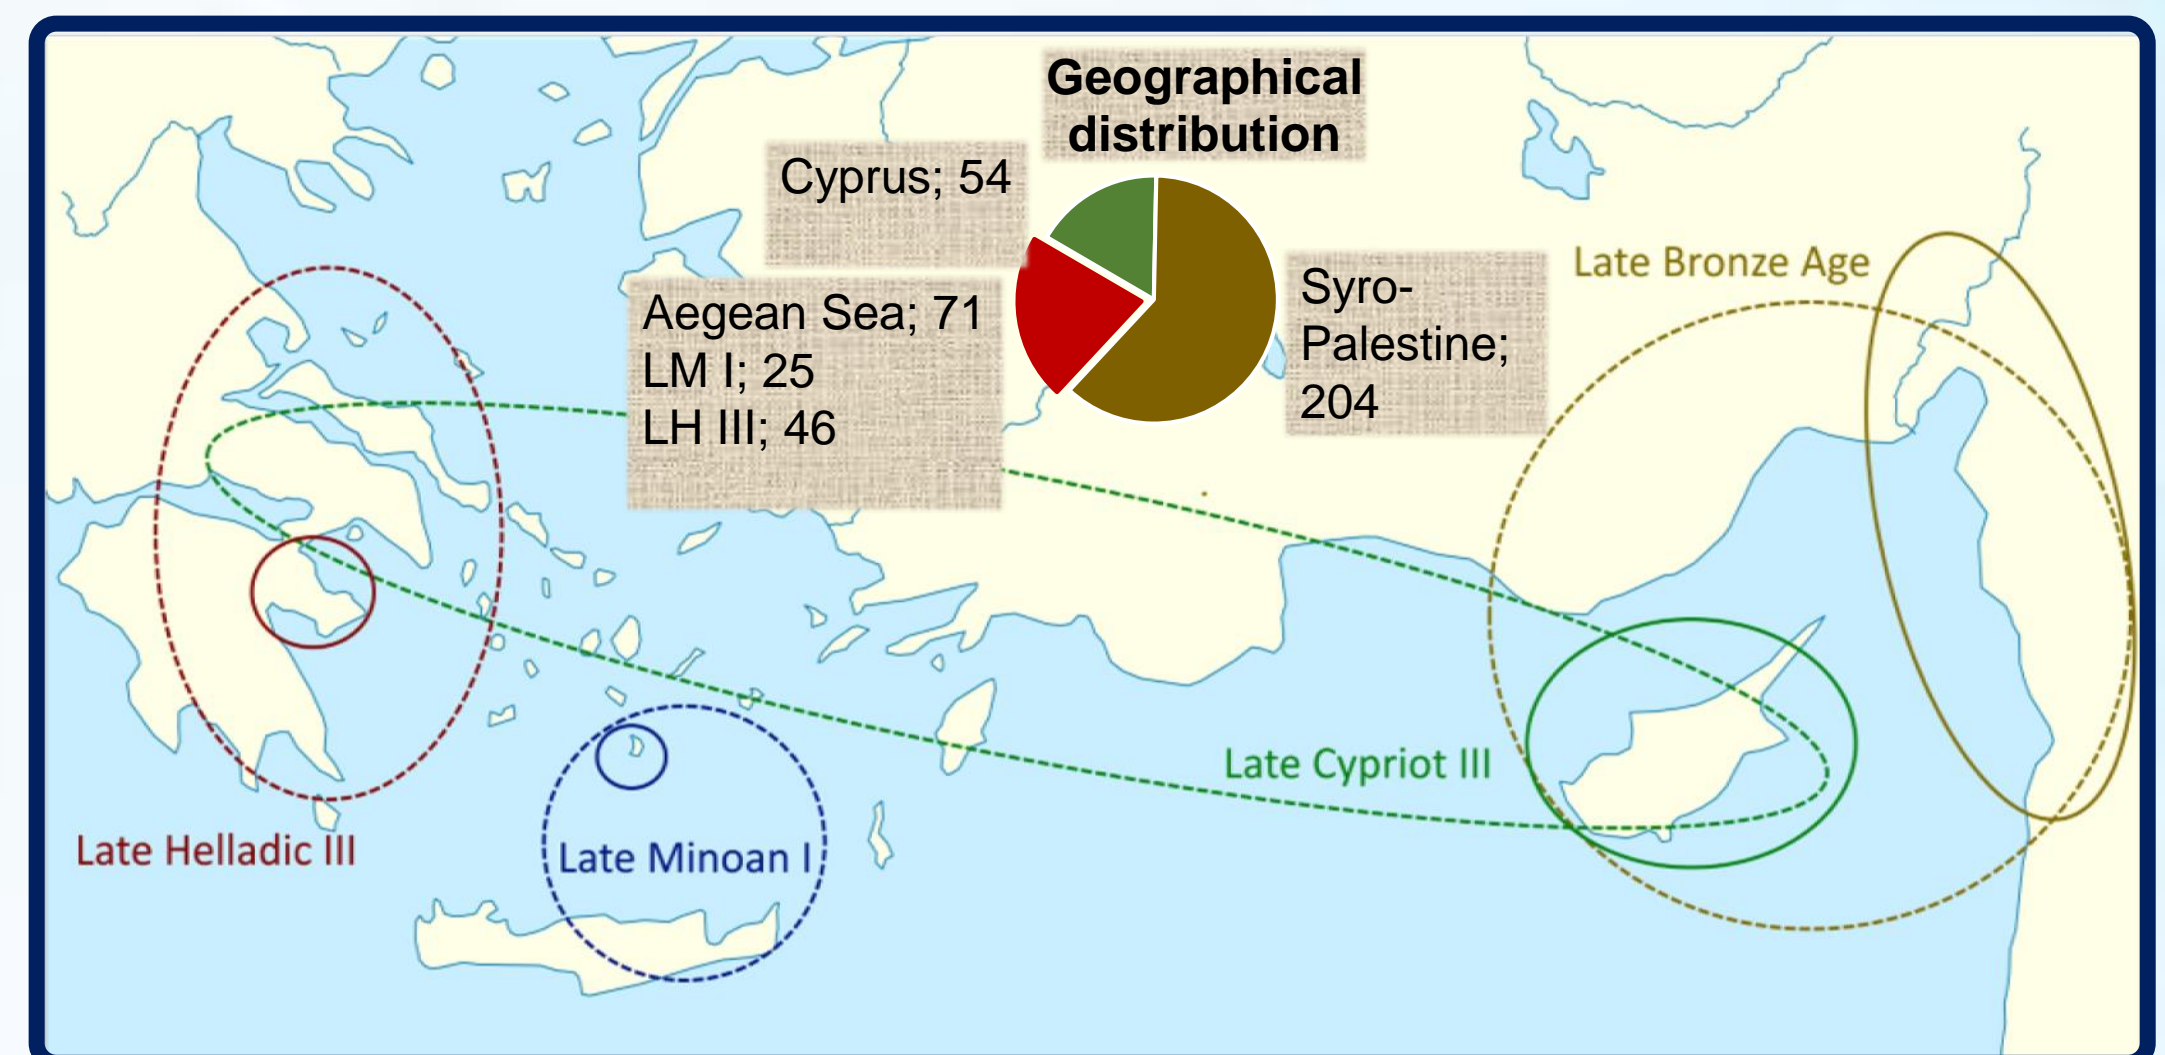 Geographical
distribution
Cyprus; 54
Aegean Sea; 71
LM I; 25
LH III; 46
Syro-
Palestine;
204
Late Bronze Age
Late Cypriot III
Late Helladic III
Late Minoan I